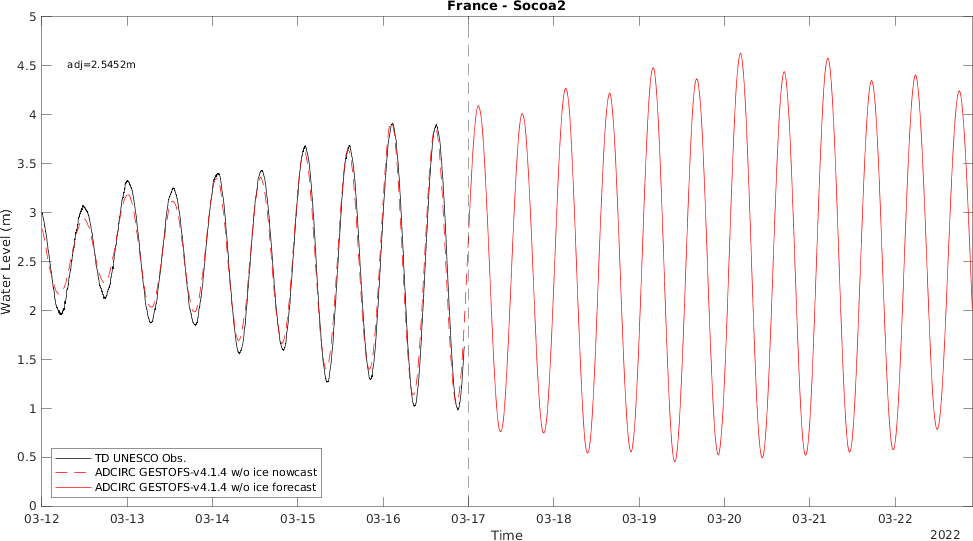 France - Socoa2
adj=2.5452m
Water Level (m)
5
4.5
4
3.5
3
2.5
2
1.5
1
0.5
0
TD UNESCO Obs.
ADCIRC GESTOFS-v4.1.4 w/o ice nowcast
ADCIRC GESTOFS-v4.1.4 w/o ice forecast
03-12 03-13 03-14 03-15 03-16 03-17 03-18 03-19 03-20 03-21 03-22
Time
2022